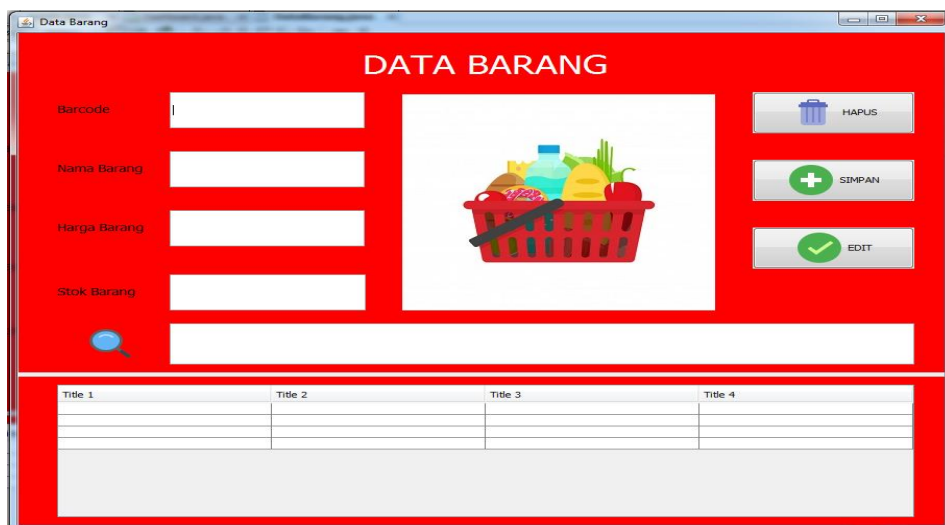 Data Barang
DATA BARANG
Barcode
HAPUS
Nama Barang
SIMPAN
Harga Barang
EDIT
Stok Barang
Title 1 Title 2 Title 3 Title 4